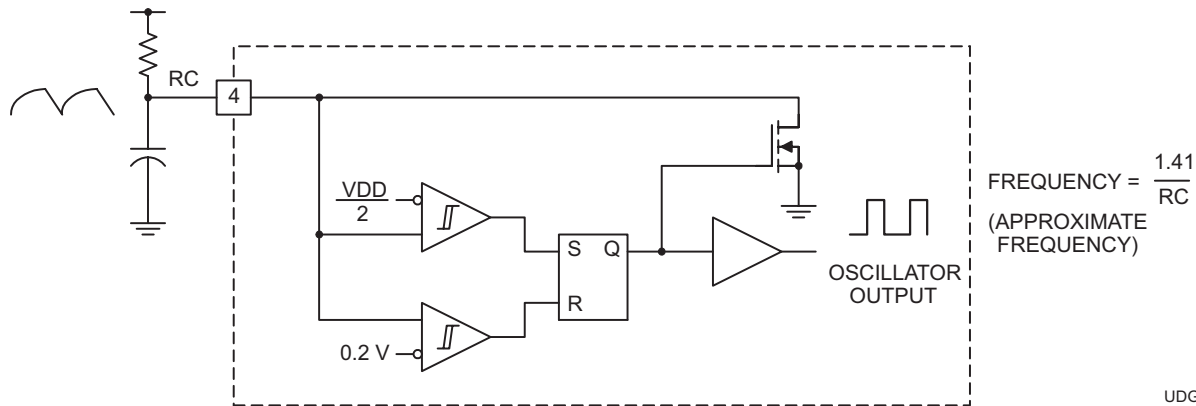 RC
4
VDD
2
0.2 V
S Q
R
OSCILLATOR
OUTPUT
FREQUENCY = 1.41
RC
(APPROXIMATE
FREQUENCY)
UDG